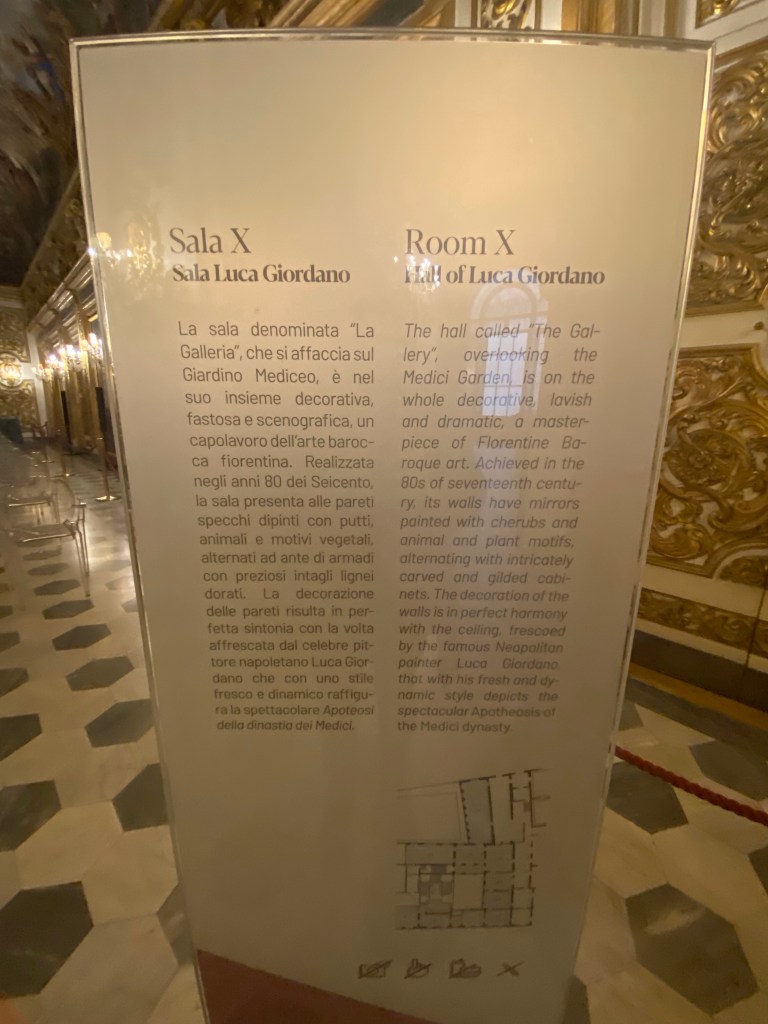 Sala X
Sala Luca Giordano
La sala denominata “La
Galleria”, che si affaccia sul
Giardino Mediceo, è nel
suo insieme decorativa,
fastosa e scenografica, un
capolavoro dell’arte baroc-
ca fiorentina. Realizzata
negli anni 80 dei Seicento,
la sala presenta alle pareti
specchi dipinti con putti,
animali e motivi vegetali,
alternati ad ante di armadi
con preziosi intagli lignei
dorati. La decorazione
delle pareti risulta in per-
fetta sintonia con la volta
affrescata dal celebre pit-
tore napoletano Luca Gior-
dano che con uno stile
fresco e dinamico raffigu-
ra la spettacolare Apoteosi
della dinastia dei Medici.
Room X
Hall of Luca Giordano
The hall called “The Gal-
lery”, overlooking the
Medici Garden, is on the
whole decorative, lavish
and dramatic, a master-
piece of Florentine Ba-
roque art. Achieved in the
80s of seventeenth centu-
ry, its walls have mirrors
painted with cherubs and
animal and plant motifs,
alternating with intricately
carved and gilded cabi-
nets. The decoration of the
walls is in perfect harmony
with the ceiling, frescoed
by the famous Neapolitan
painter Luca Giordano,
that with his fresh and dy-
namic style depicts the
spectacular Apotheosis of
the Medici dynasty.